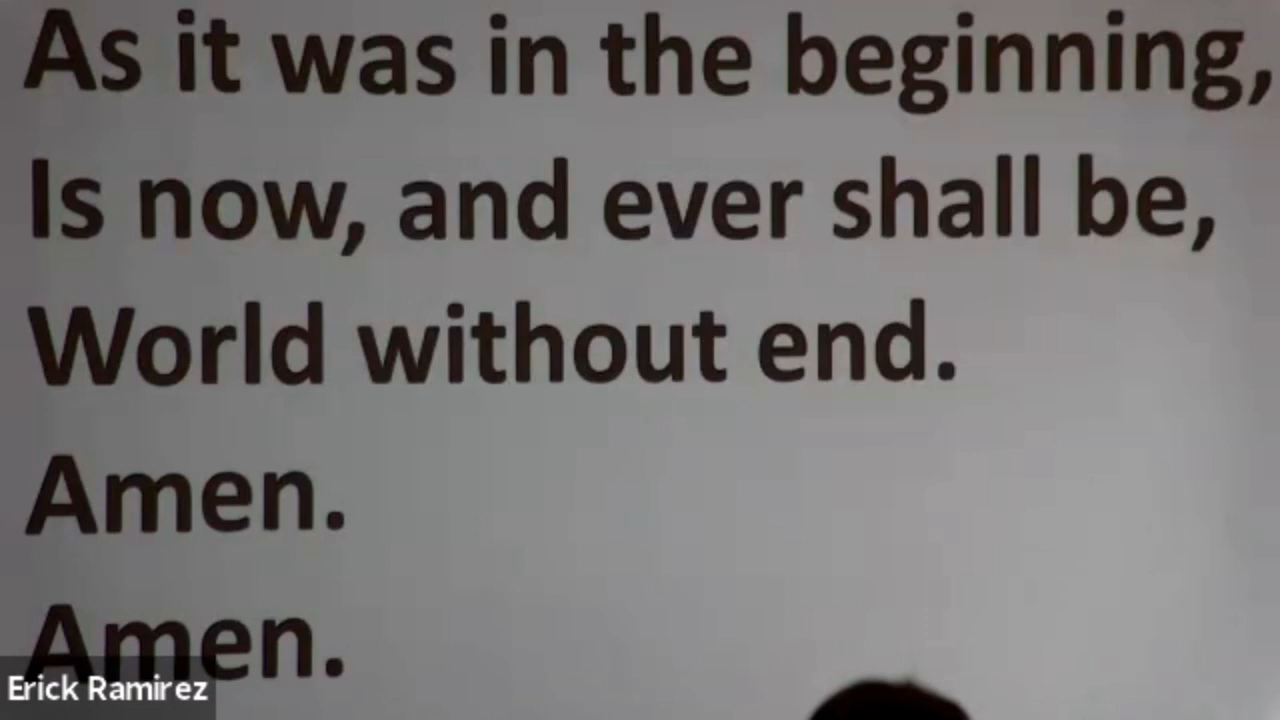 As it was in the beginning,
Is now, and ever shall be,
World without end.
Amen.
Amen.
Erick Ramirez